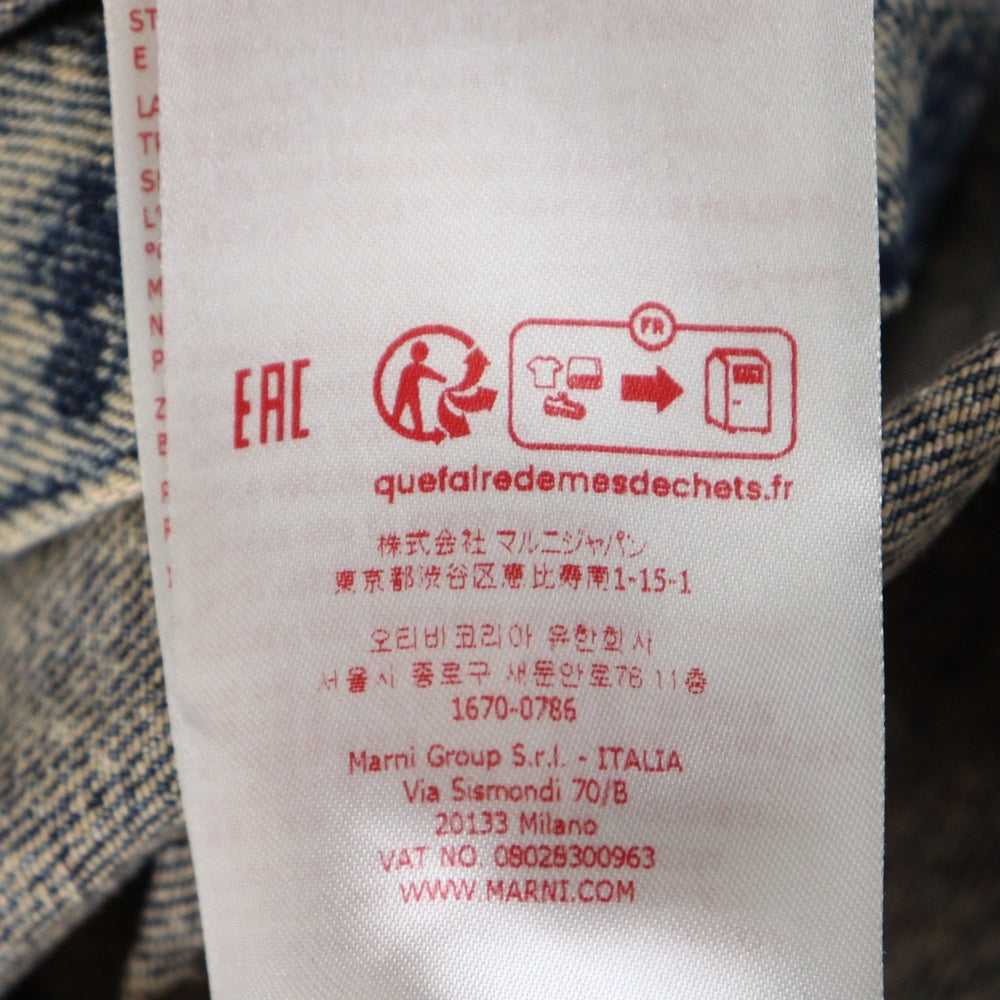 ST
E
EAC
FR
quefairedemesdechets.fr
株式会社 マルニジャパン
東京都渋谷区恵比寿南1-15-1
오티비코리아 유한회사
서울시 종로구 새문안로76 11층
1670-0786
Marni Group S.r.l. - ITALIA
Via Sismondi 70/B
20133 Milano
VAT NO. 08028300963
WWW.MARNI.COM